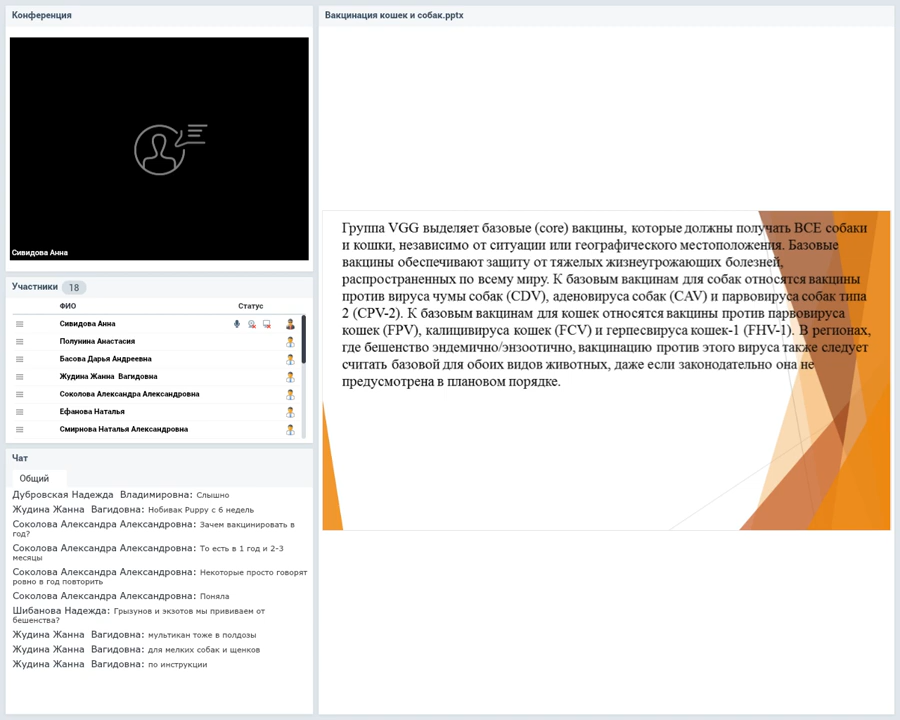 Конференция
Сивидова Анна
Участники 18
ФИО Статус
Сивидова Анна
Полунина Анастасия
Басова Дарья Андреевна
Жудина Жанна Вагидовна
Соколова Александра Александровна
Ефанова Наталья
Смирнова Наталья Александровна
Чат
Общий
Дубровская Надежда Владимировна: Слышно
Жудина Жанна Вагидовна: Нобивак Puppy с 6 недель
Соколова Александра Александровна: Зачем вакцинировать в
год?
Соколова Александра Александровна: То есть в 1 год и 2-3
месяцы
Соколова Александра Александровна: Некоторые просто говорят
ровно в год повторить
Соколова Александра Александровна: Поняла
Шибанова Надежда: Грызунов и экзотов мы прививаем от
бешенства?
Жудина Жанна Вагидовна: мультикан тоже в полдозы
Жудина Жанна Вагидовна: для мелких собак и щенков
Жудина Жанна Вагидовна: по инструкции
Вакцинация кошек и собак.pptx
Группа VGG выделяет базовые (core) вакцины, которые должны получать ВСЕ собаки
и кошки, независимо от ситуации или географического местоположения. Базовые
вакцины обеспечивают защиту от тяжелых жизнеугрожающих болезней,
распространенных по всему миру. К базовым вакцинам для собак относятся вакцины
против вируса чумы собак (CDV), аденовируса собак (CAV) и парвовируса собак типа
2 (CPV-2). К базовым вакцинам для кошек относятся вакцины против парвовируса
кошек (FPV), калицивируса кошек (FCV) и герпесвируса кошек-1 (FHV-1). В регионах,
где бешенство эндемично/энзоотично, вакцинацию против этого вируса также следует
считать базовой для обоих видов животных, даже если законодательно она не
предусмотрена в плановом порядке.